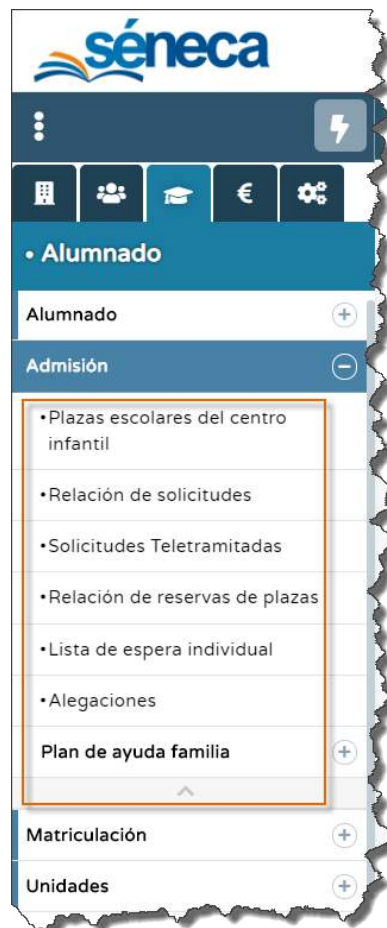 séneca
€
• Alumnado
Alumnado
Admisión
•Plazas escolares del centro
infantil
•Relación de solicitudes
•Solicitudes Teletramitadas
•Relación de reservas de plazas
•Lista de espera individual
•Alegaciones
Plan de ayuda familia
Matriculación
Unidades